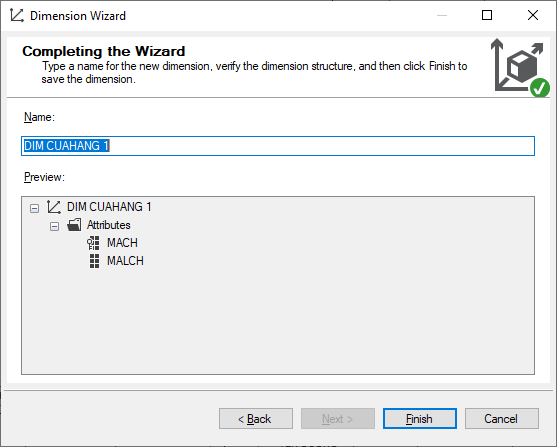 Dimension Wizard
Completing the Wizard
Type a name for the new dimension, verify the dimension structure, and then click Finish to
save the dimension.
Name:
DIM CUAHANG 1
Preview:
DIM CUAHANG 1
Attributes
MACH
MALCH
< Back
Next >
Finish
Cancel